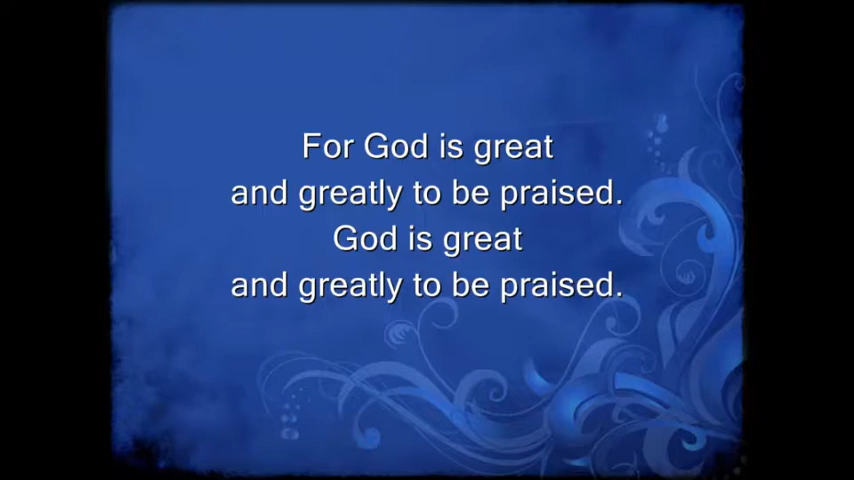 For God is great
and greatly to be praised.
God is great
and greatly to be praised.